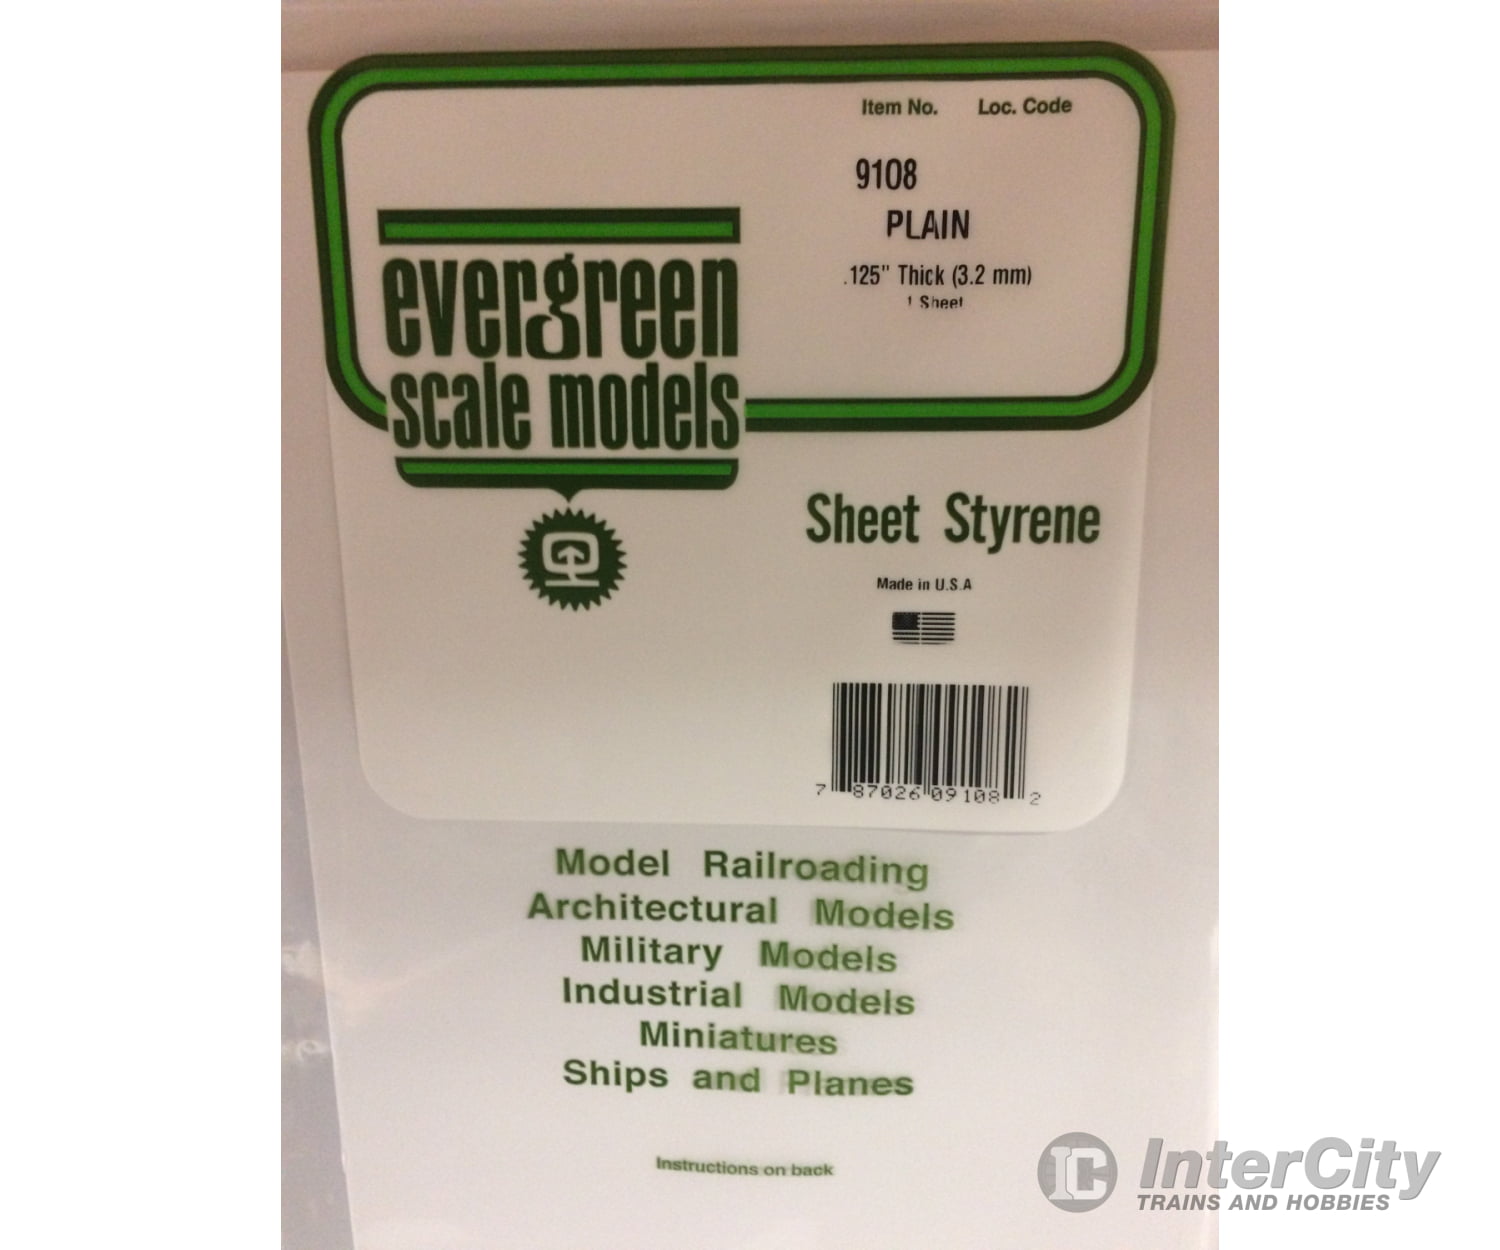 Item No. Loc. Code
9108
PLAIN
.125" Thick (3.2 mm)
1 Sheet
evergreen
scale models
Sheet Styrene
Made in U.S.A
7 87026 09108 2
Model Railroading
Architectural Models
Military Models
Industrial Models
Miniatures
Ships and Planes
Instructions on back
IC InterCity
TRAINS AND HOBBIES